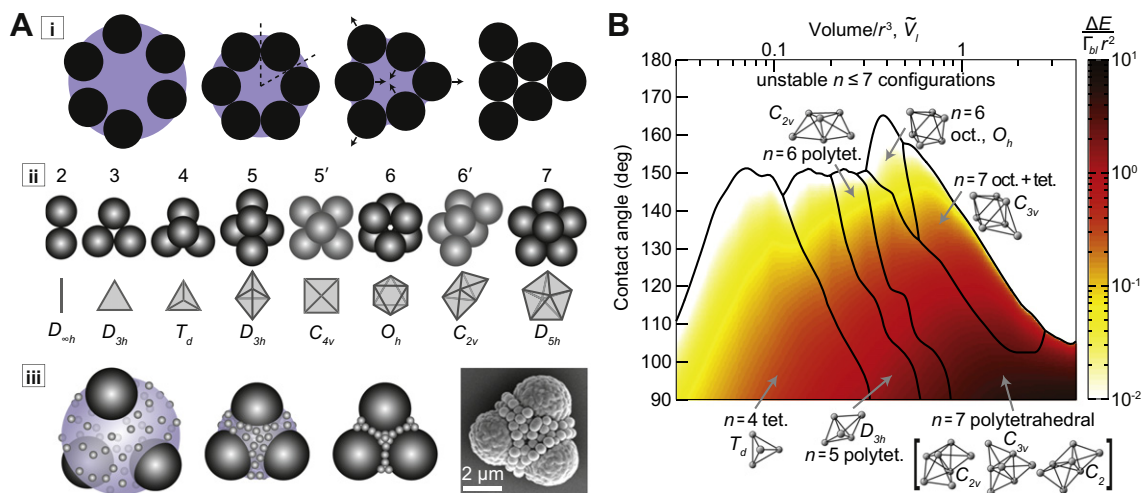 A
i
ii
2 3 4 5 5′ 6 6′ 7
D∞h D3h Td D3h C4v Oh C2v D5h
iii
2 μm
B
Volume/r³, Ṽl
0.1 1
ΔE
Γbl r²
Contact angle (deg)
180
170
160
150
140
130
120
110
100
90
unstable n ≤ 7 configurations
C2v
n = 6 polytet.
n = 6
oct., Oh
n = 7 oct. + tet.
C3v
n = 4 tet.
Td
D3h
n = 5 polytet.
n = 7 polytetrahedral
C2v C3v C2
10¹
10⁰
10⁻¹
10⁻²